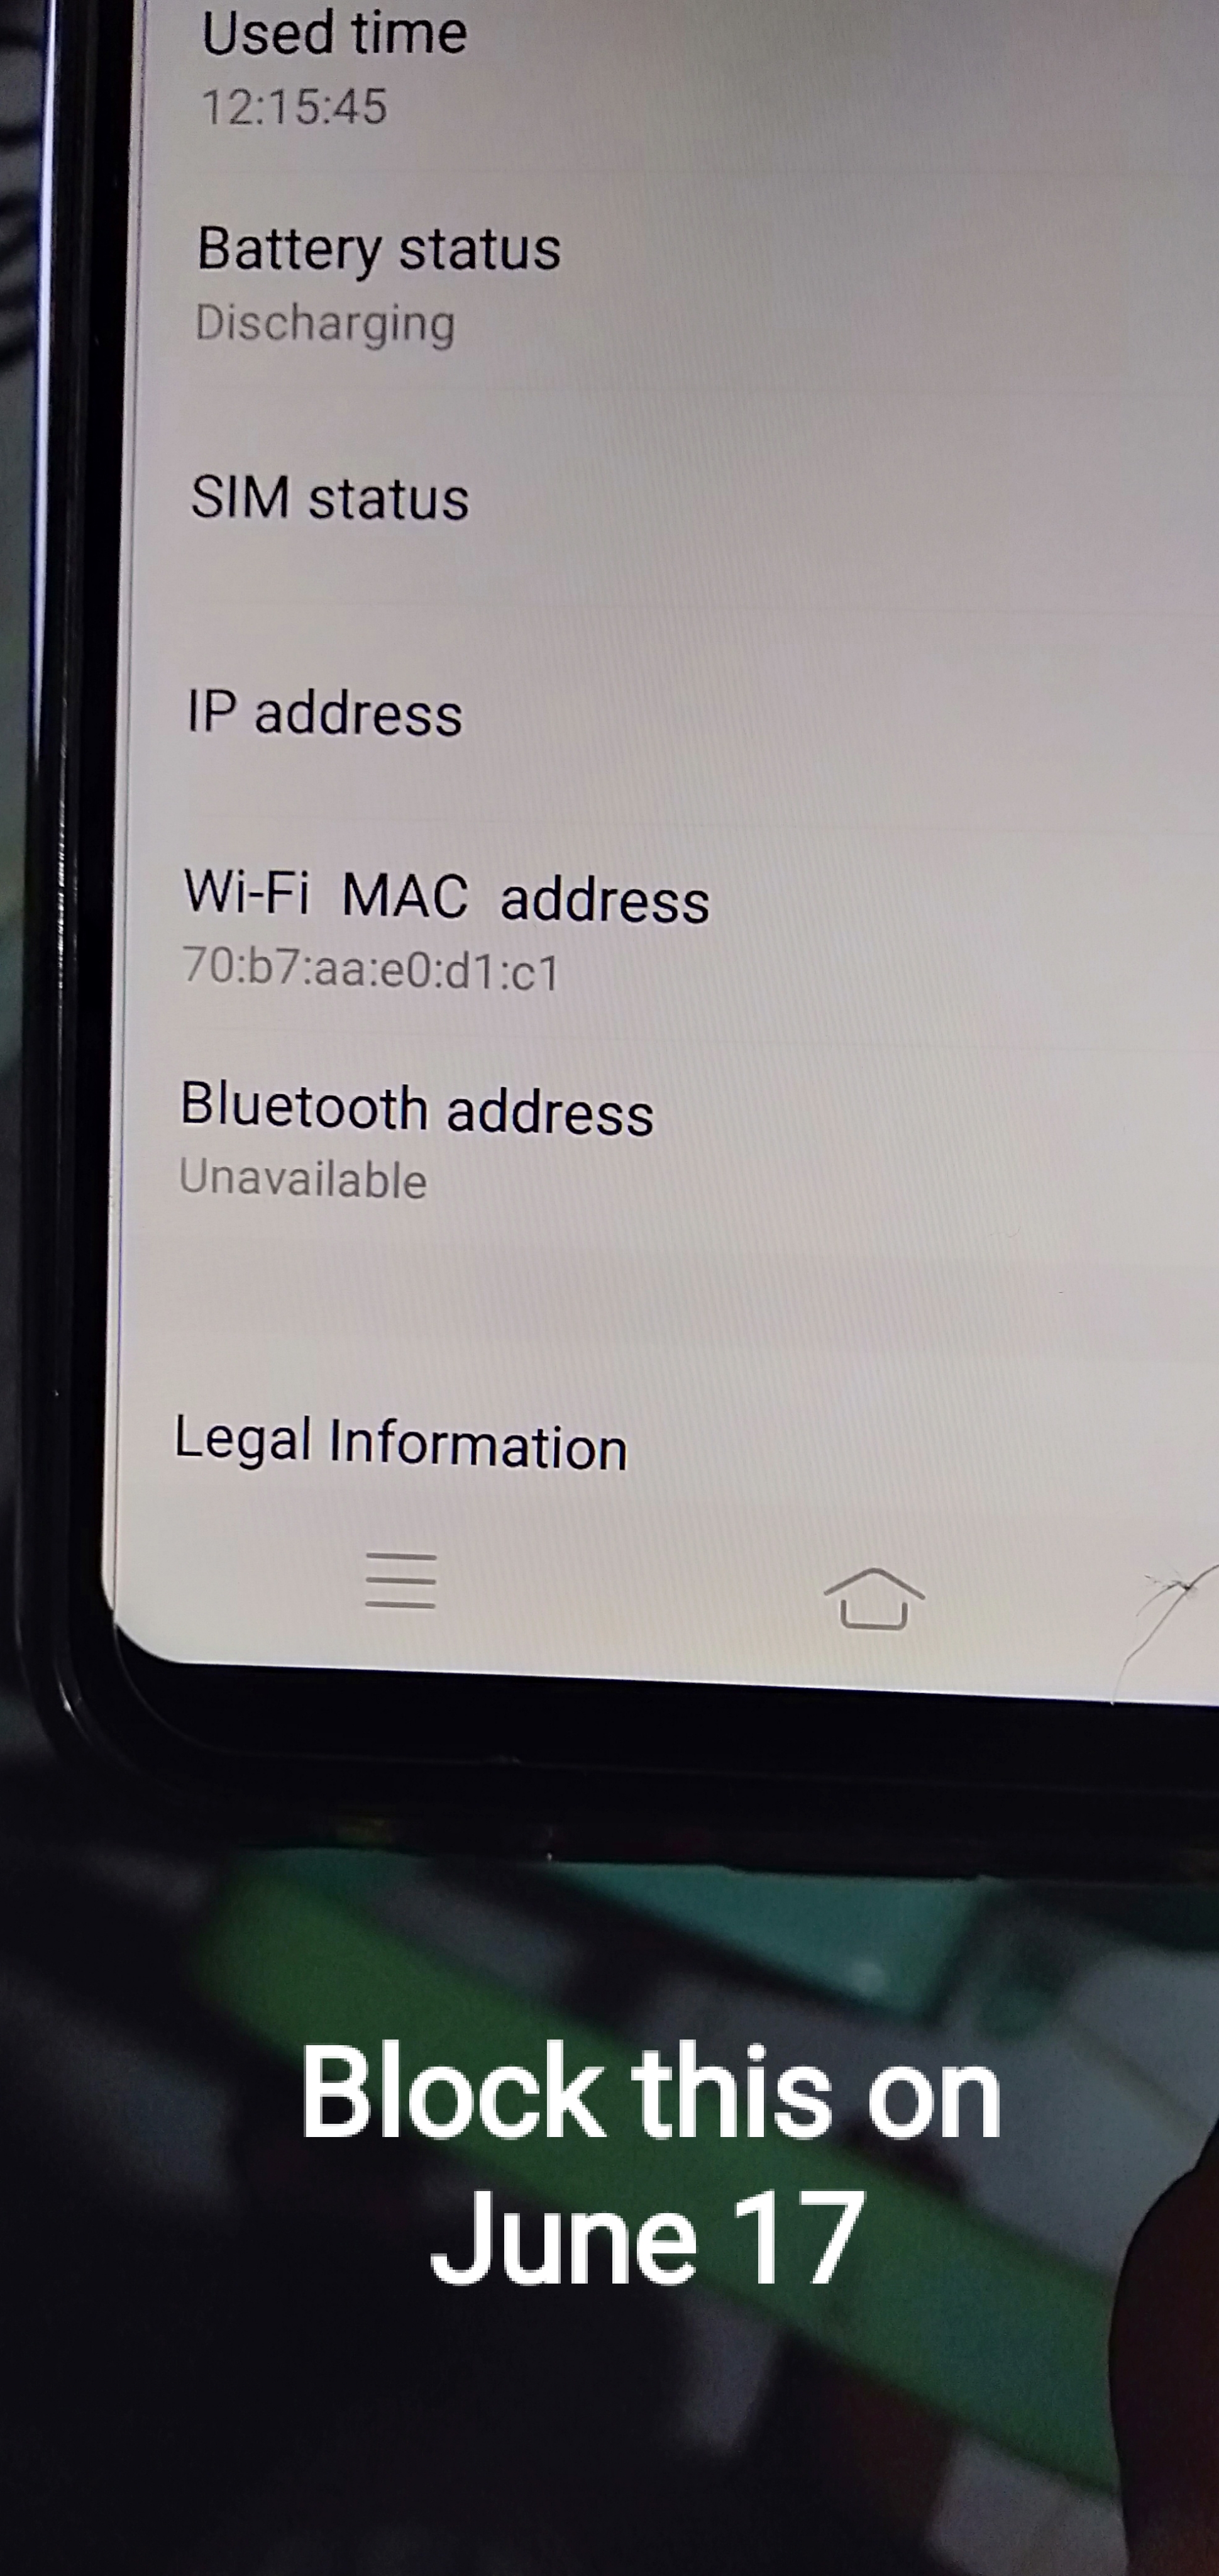 Used time
12:15:45
Battery status
Discharging
SIM status
IP address
Wi-Fi MAC address
70:b7:aa:e0:d1:c1
Bluetooth address
Unavailable
Legal Information
Block this on
June 17